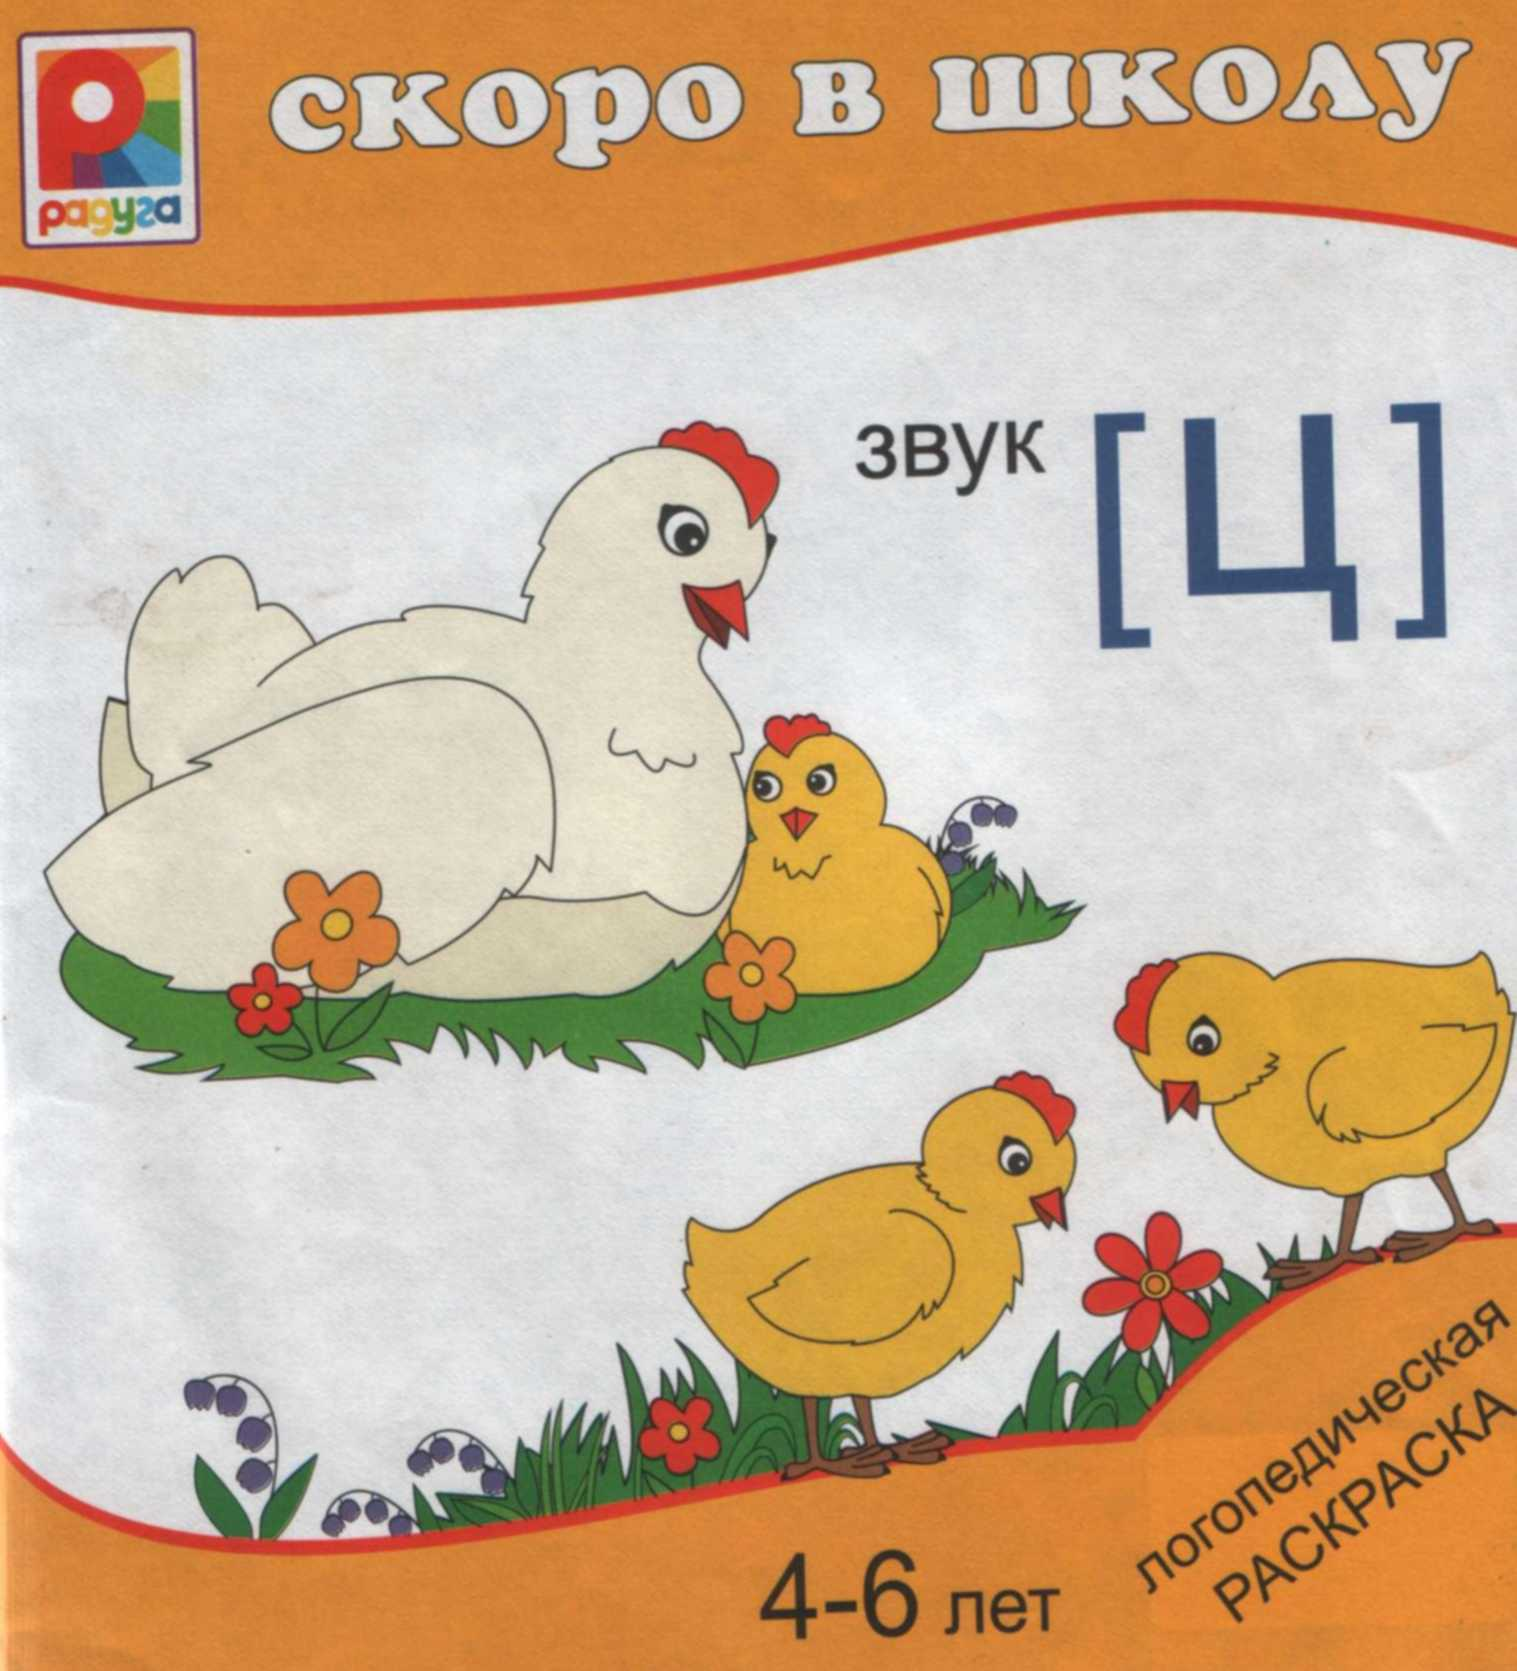 радуга
скоро в школу
звук [Ц]
4-6 лет
логопедическая
РАСКРАСКА